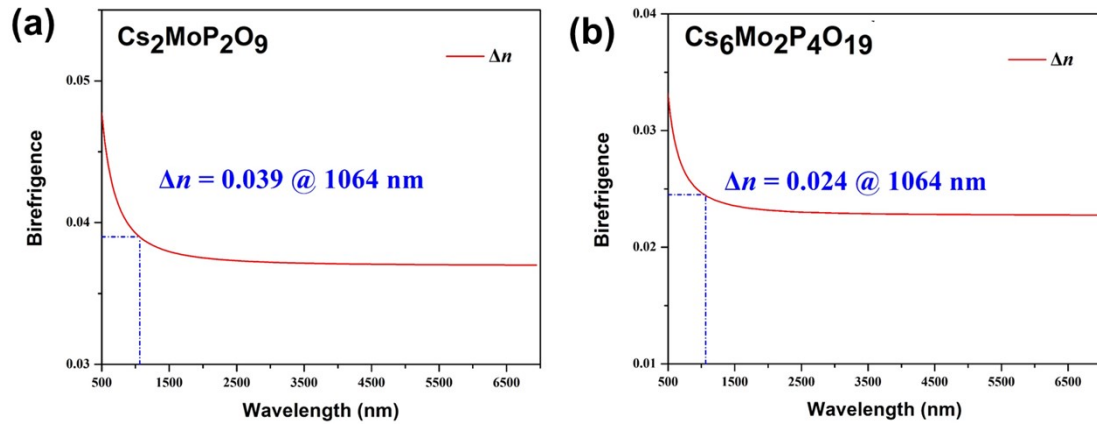 (a)
Cs2MoP2O9
Δn
Δn = 0.039 @ 1064 nm
Birefrigence
0.05
0.04
0.03
500 1500 2500 3500 4500 5500 6500
Wavelength (nm)
(b)
Cs6Mo2P4O19
Δn
Δn = 0.024 @ 1064 nm
Birefrigence
0.04
0.03
0.02
0.01
500 1500 2500 3500 4500 5500 6500
Wavelength (nm)